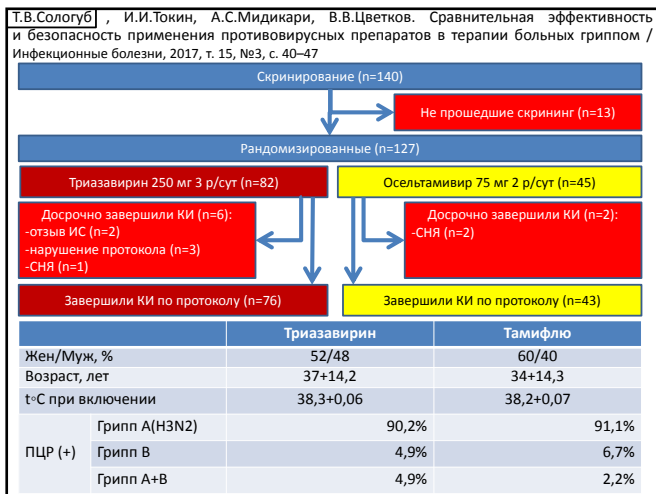 Т.В.Сологуб , И.И.Токин, А.С.Мидикари, В.В.Цветков. Сравнительная эффективность
и безопасность применения противовирусных препаратов в терапии больных гриппом /
Инфекционные болезни, 2017, т. 15, №3, с. 40–47
Скринирование (n=140)
Не прошедшие скрининг (n=13)
Рандомизированные (n=127)
Триазавирин 250 мг 3 р/сут (n=82)
Осельтамивир 75 мг 2 р/сут (n=45)
Досрочно завершили КИ (n=6):
-отзыв ИС (n=2)
-нарушение протокола (n=3)
-СНЯ (n=1)
Досрочно завершили КИ (n=2):
-СНЯ (n=2)
Завершили КИ по протоколу (n=76)
Завершили КИ по протоколу (n=43)
Триазавирин Тамифлю
Жен/Муж, % 52/48 60/40
Возраст, лет 37+14,2 34+14,3
t◦C при включении 38,3+0,06 38,2+0,07
ПЦР (+) Грипп А(H3N2) 90,2% 91,1%
Грипп В 4,9% 6,7%
Грипп А+В 4,9% 2,2%